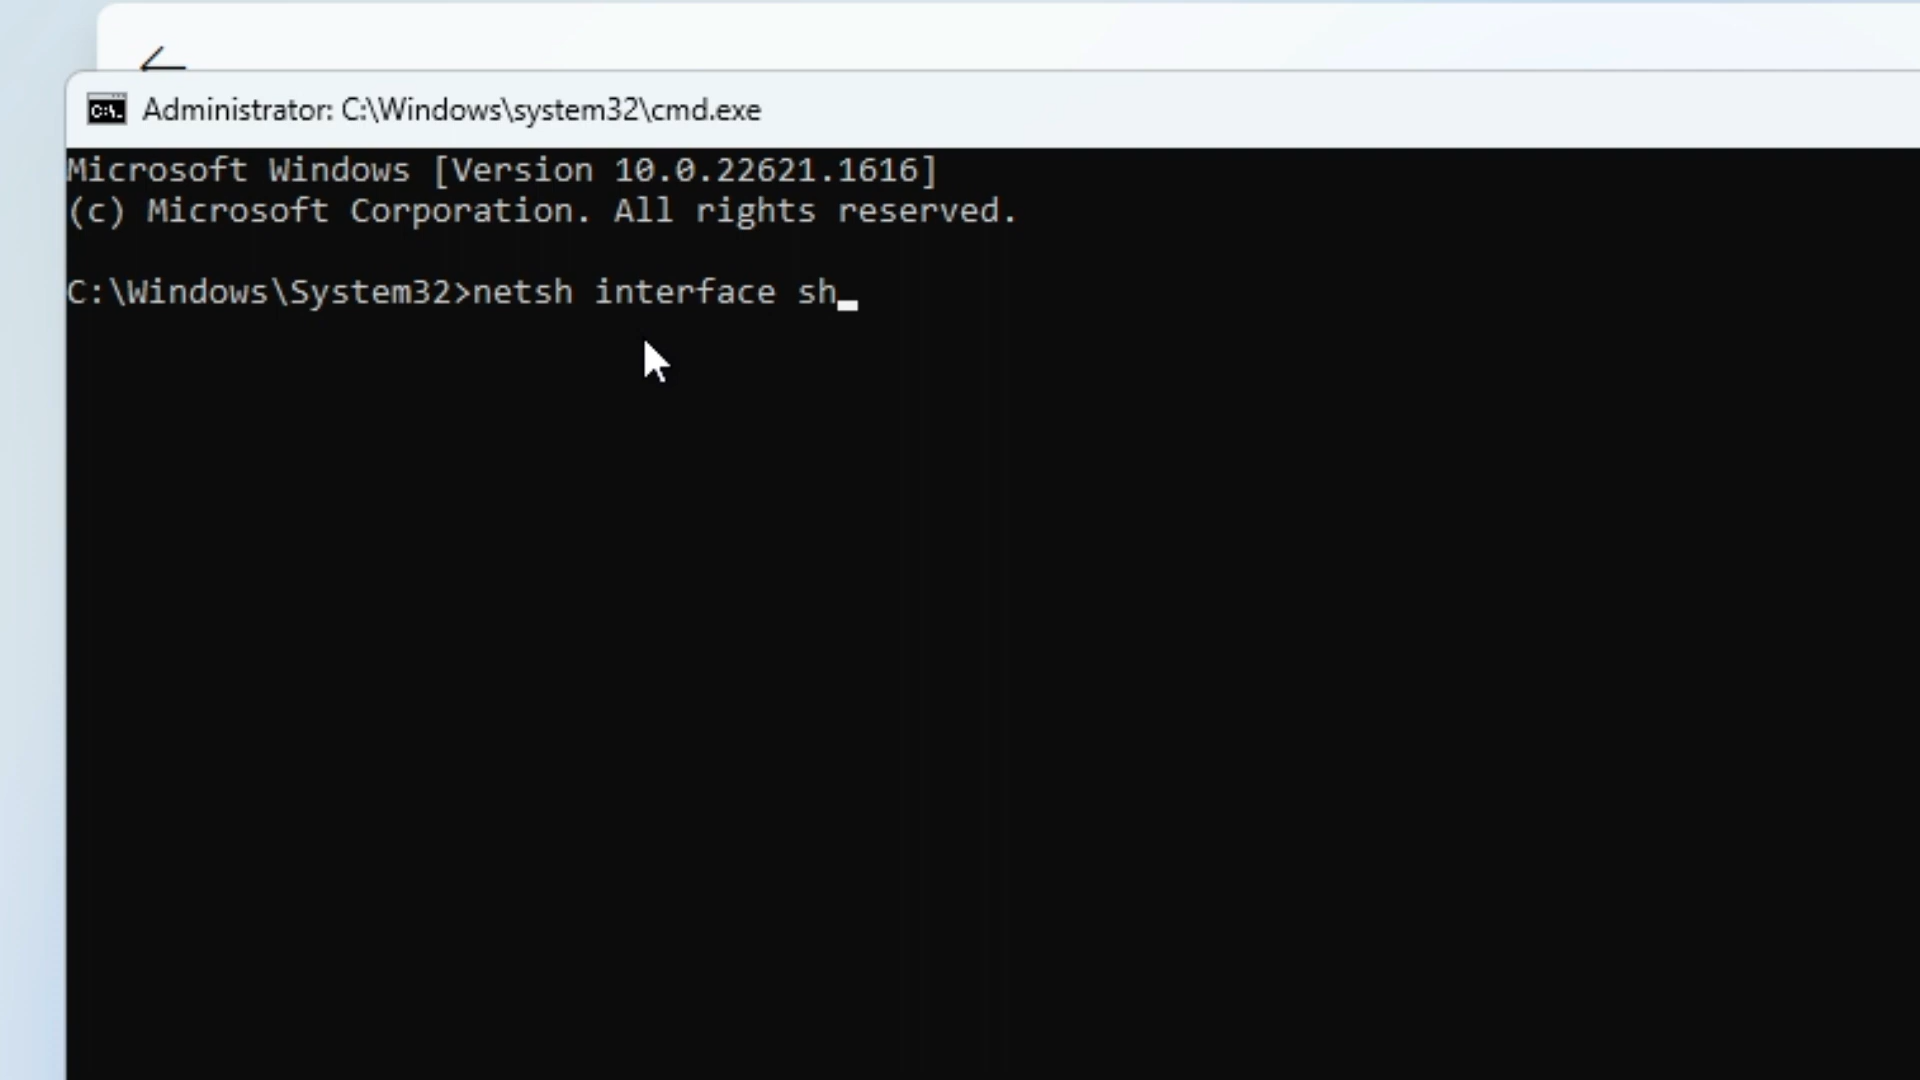 Administrator: C:\Windows\system32\cmd.exe
Microsoft Windows [Version 10.0.22621.1616]
(c) Microsoft Corporation. All rights reserved.
C:\Windows\System32>netsh interface sh